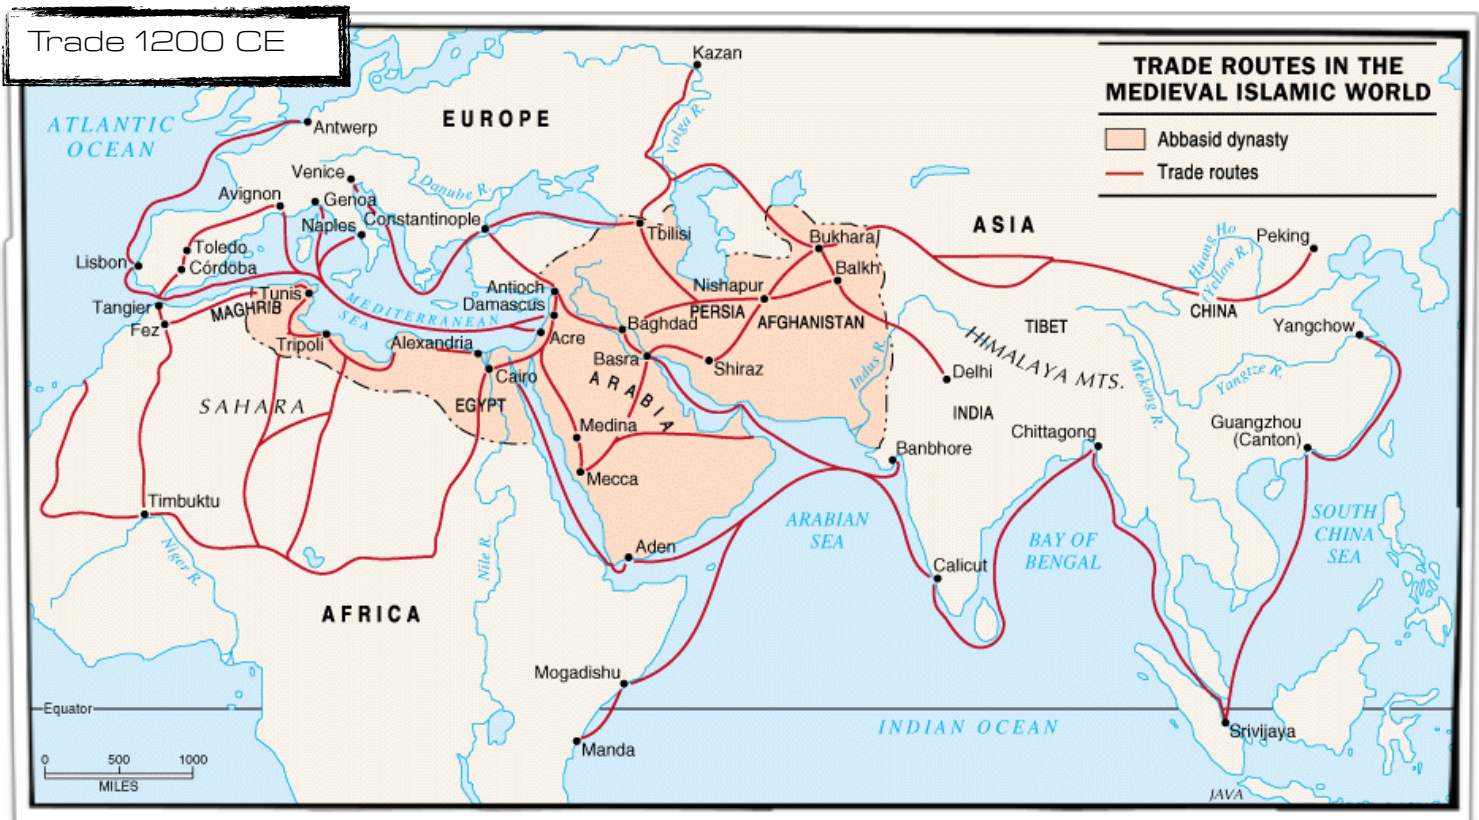 Trade 1200 CE
TRADE ROUTES IN THE
MEDIEVAL ISLAMIC WORLD
Abbasid dynasty
Trade routes
Kazan
ATLANTIC
OCEAN
EUROPE
Antwerp
Volga R.
Venice
Danube R.
Avignon
Genoa
Naples
Constantinople
Tbilisi
ASIA
Bukhara
Huang Ho
(Yellow R.)
Peking
Toledo
Lisbon
Córdoba
Balkh
Antioch
Nishapur
Tangier
Tunis
MAGHRIB
MEDITERRANEAN
SEA
Damascus
PERSIA
AFGHANISTAN
CHINA
Fez
Baghdad
TIBET
Yangchow
Tripoli
Alexandria
Acre
Basra
Shiraz
HIMALAYA MTS.
Cairo
Indus R.
Delhi
Mekong R.
Yangtze R.
SAHARA
EGYPT
ARABIA
INDIA
Medina
Chittagong
Guangzhou
(Canton)
Banbhore
Mecca
Timbuktu
ARABIAN
SEA
SOUTH
CHINA
SEA
Niger R.
Nile R.
Aden
BAY OF
BENGAL
Calicut
AFRICA
Mogadishu
Equator
INDIAN OCEAN
Srivijaya
Manda
0 500 1000
MILES
JAVA